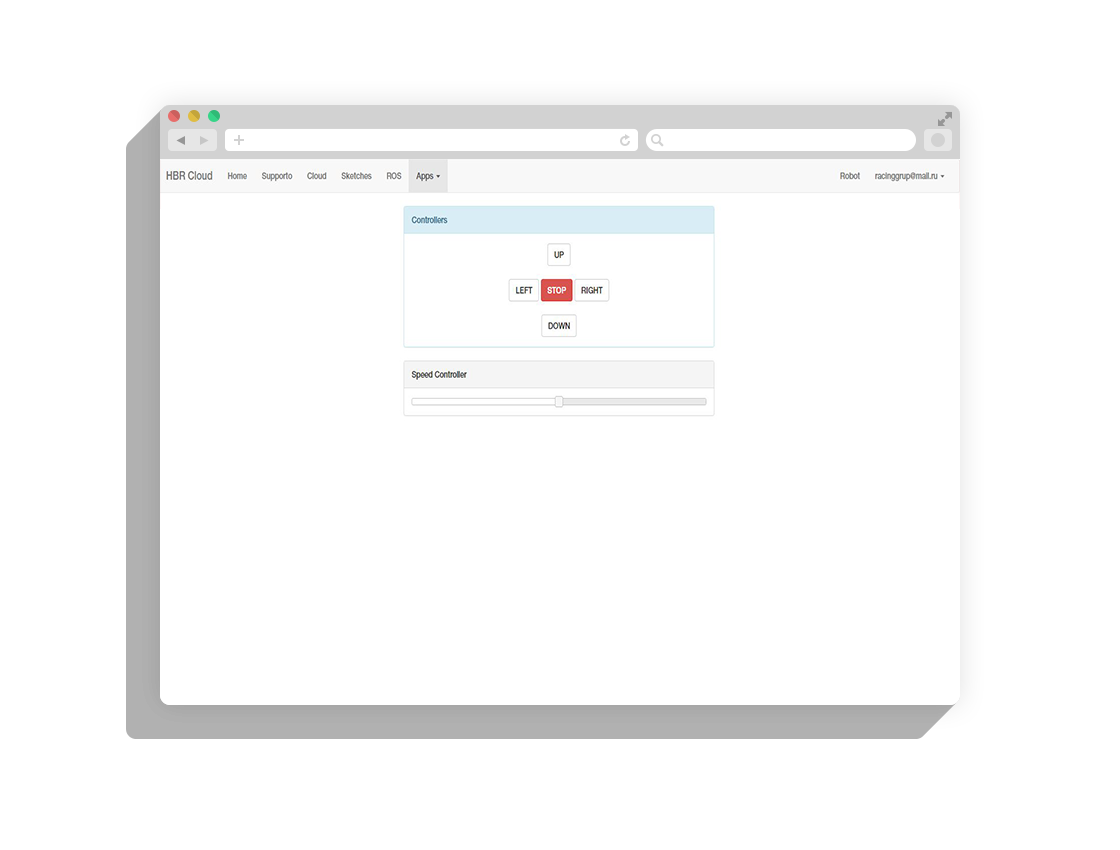 HBR Cloud Home Supporto Cloud Sketches ROS Apps Robot racinggrup@mail.ru
Controllers
UP
LEFT STOP RIGHT
DOWN
Speed Controller